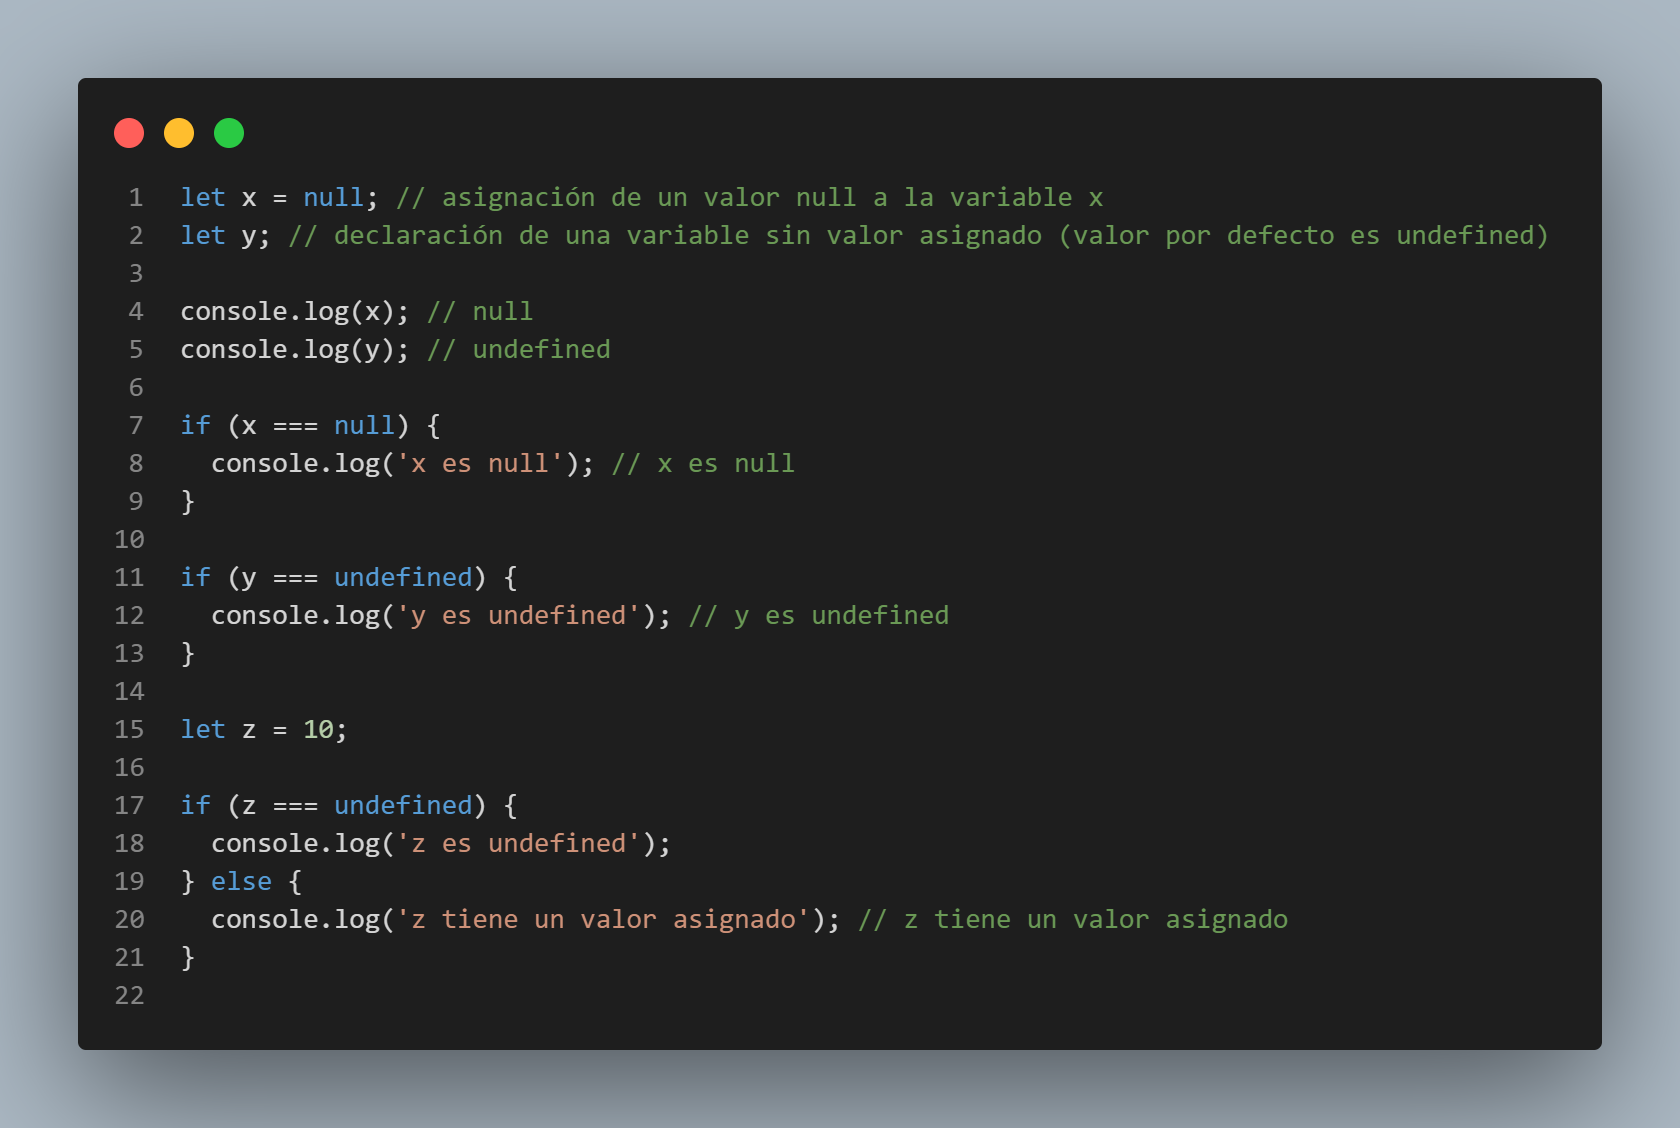 1 let x = null; // asignación de un valor null a la variable x
2 let y; // declaración de una variable sin valor asignado (valor por defecto es undefined)
3
4 console.log(x); // null
5 console.log(y); // undefined
6
7 if (x === null) {
8   console.log('x es null'); // x es null
9 }
10
11 if (y === undefined) {
12   console.log('y es undefined'); // y es undefined
13 }
14
15 let z = 10;
16
17 if (z === undefined) {
18   console.log('z es undefined');
19 } else {
20   console.log('z tiene un valor asignado'); // z tiene un valor asignado
21 }
22